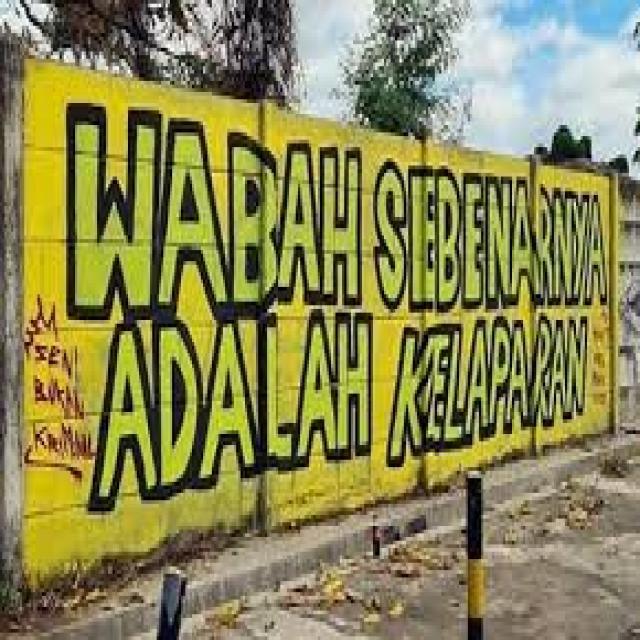 WABAH SEBENARNYA
ADALAH KELAPARAN
SENI
BUKAN
KRIMINAL